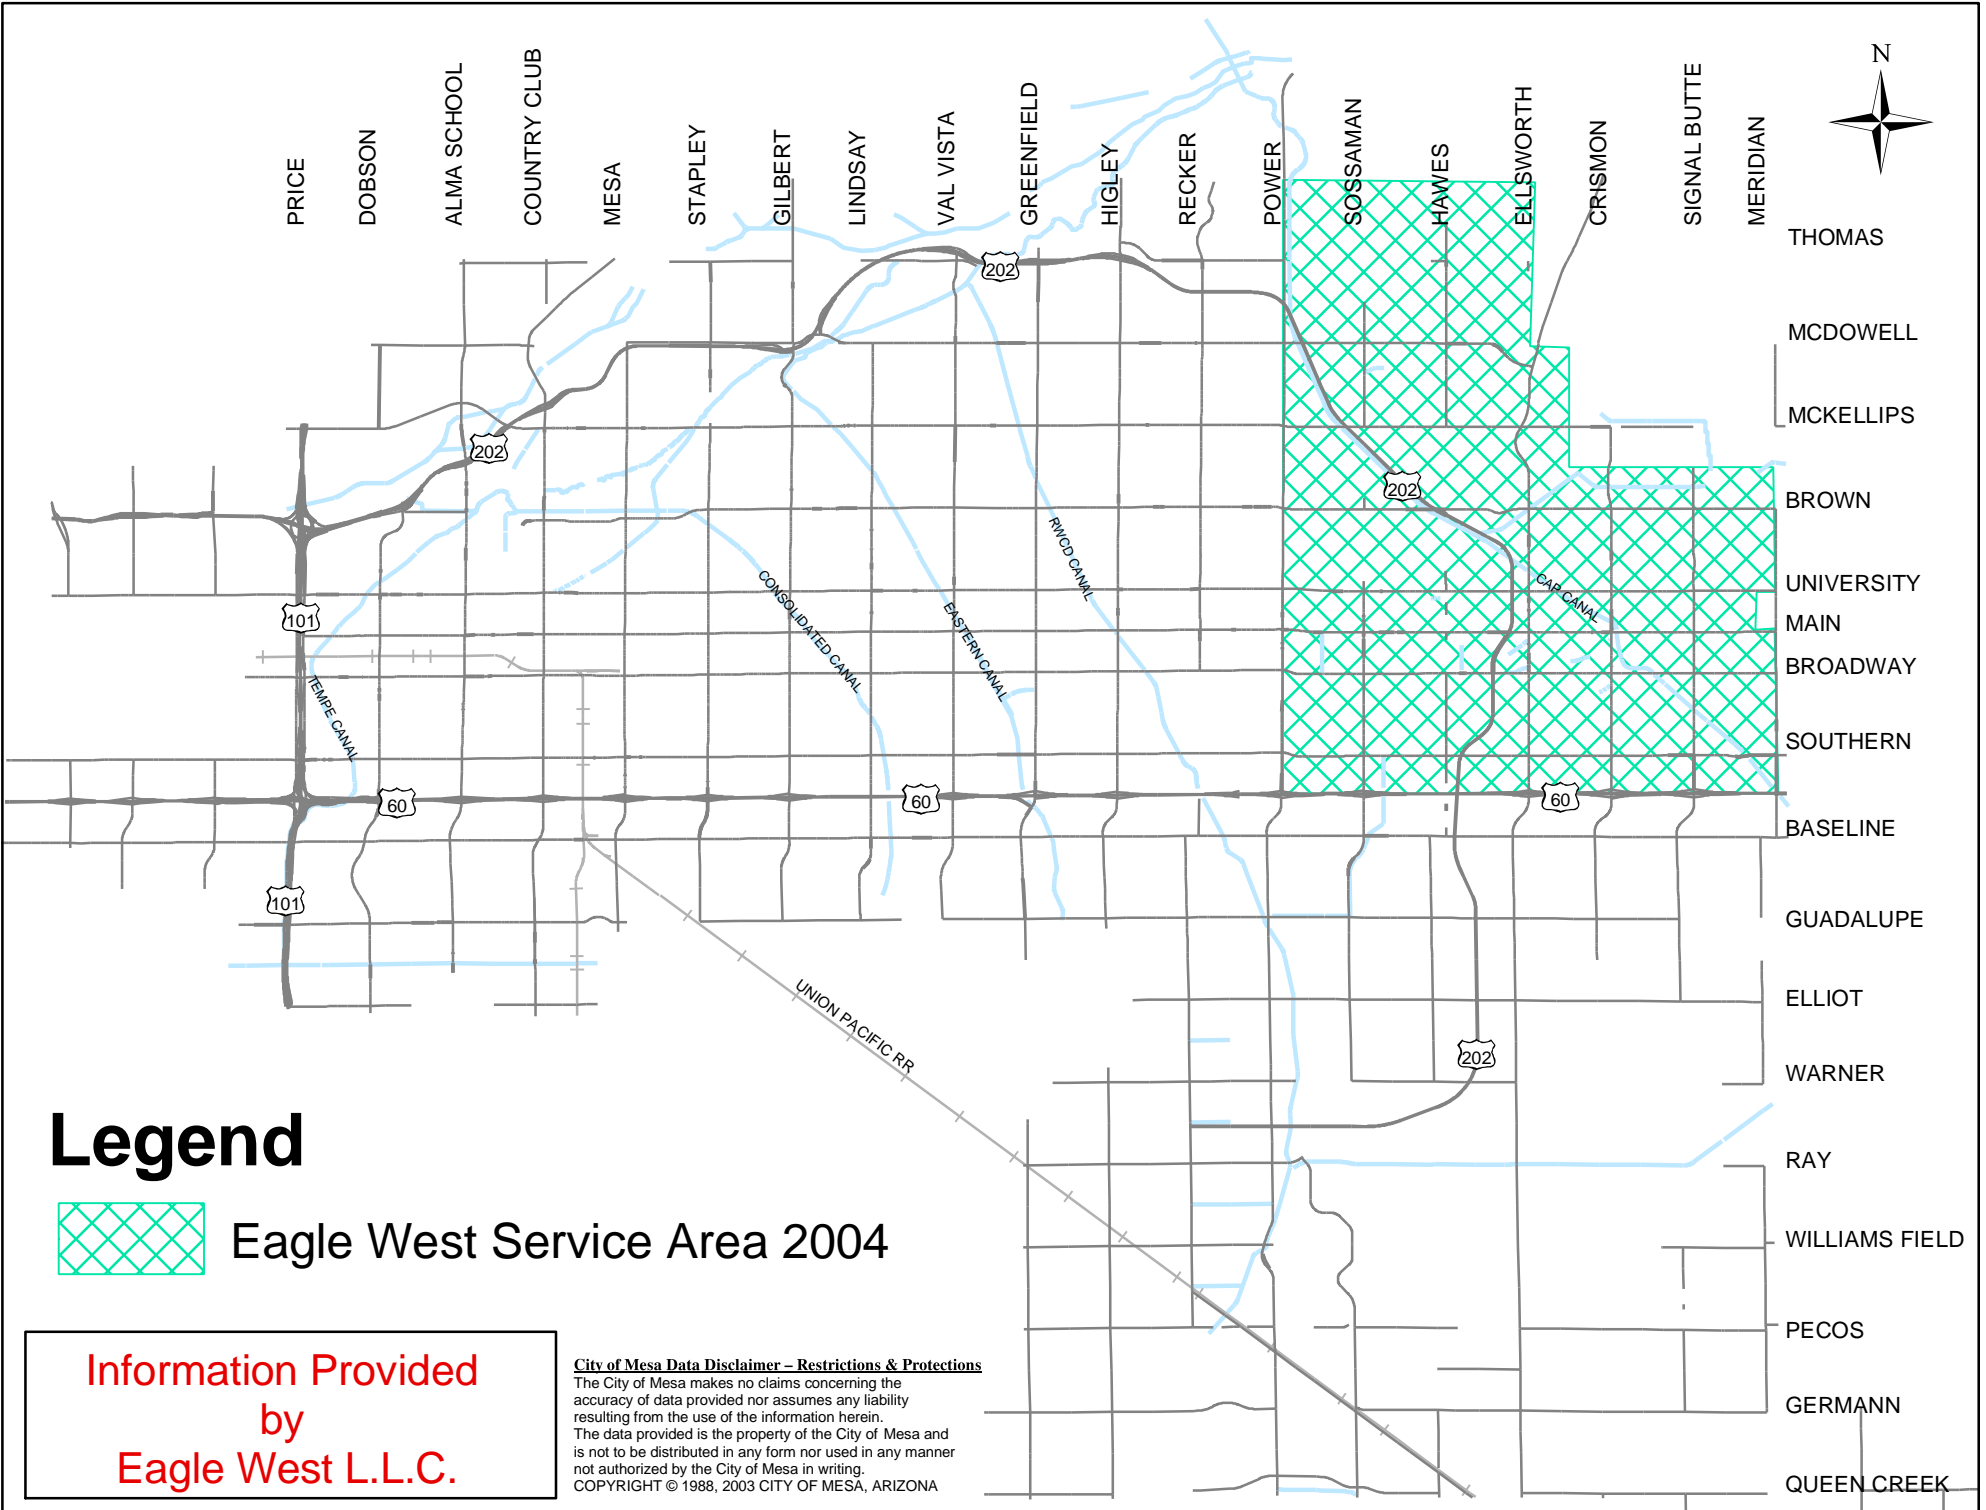 N
PRICE
DOBSON
ALMA SCHOOL
COUNTRY CLUB
MESA
STAPLEY
GILBERT
LINDSAY
VAL VISTA
GREENFIELD
HIGLEY
RECKER
POWER
SOSSAMAN
HAWES
ELLSWORTH
CRISMON
SIGNAL BUTTE
MERIDIAN
THOMAS
MCDOWELL
MCKELLIPS
BROWN
UNIVERSITY
MAIN
BROADWAY
SOUTHERN
BASELINE
GUADALUPE
ELLIOT
WARNER
RAY
WILLIAMS FIELD
PECOS
GERMANN
QUEEN CREEK
202
202
202
101
60
60
60
101
202
TEMPE CANAL
CONSOLIDATED CANAL
EASTERN CANAL
RWCD CANAL
CAP CANAL
UNION PACIFIC RR
Legend
Eagle West Service Area 2004
Information Provided
by
Eagle West L.L.C.
City of Mesa Data Disclaimer – Restrictions & Protections
The City of Mesa makes no claims concerning the
accuracy of data provided nor assumes any liability
resulting from the use of the information herein.
The data provided is the property of the City of Mesa and
is not to be distributed in any form nor used in any manner
not authorized by the City of Mesa in writing.
COPYRIGHT © 1988, 2003 CITY OF MESA, ARIZONA